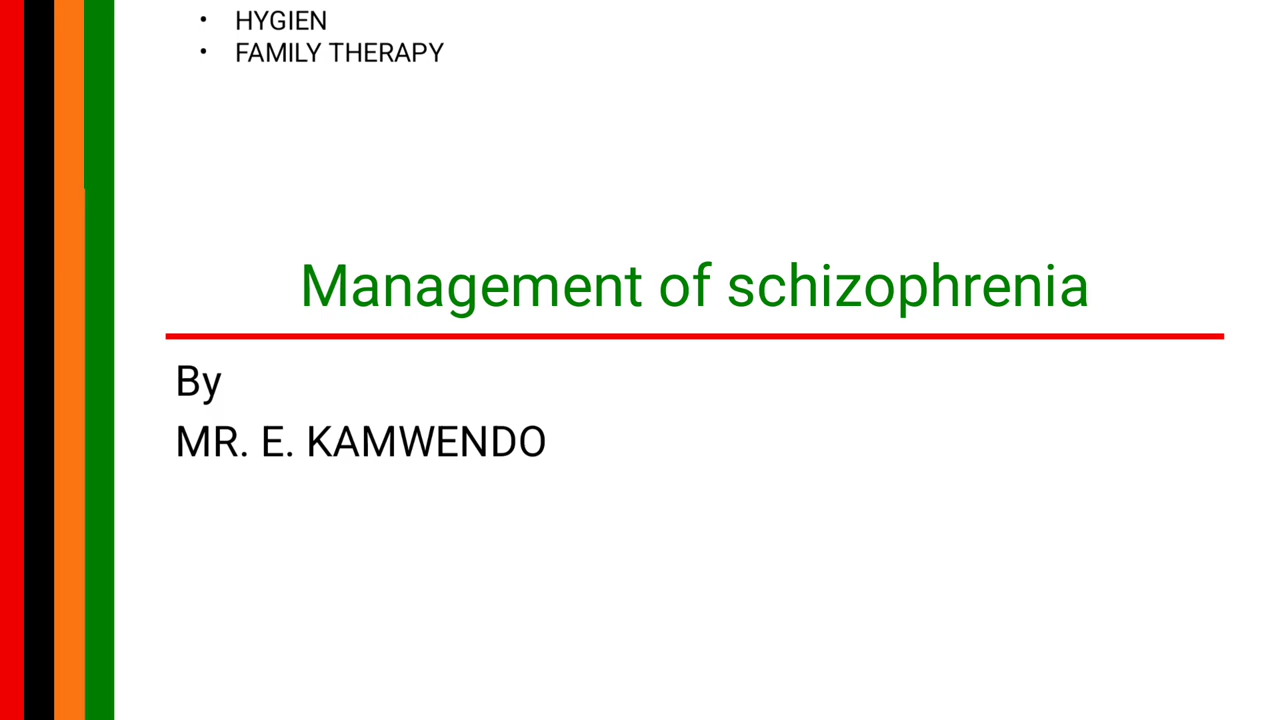 • HYGIEN
• FAMILY THERAPY
Management of schizophrenia
By
MR. E. KAMWENDO